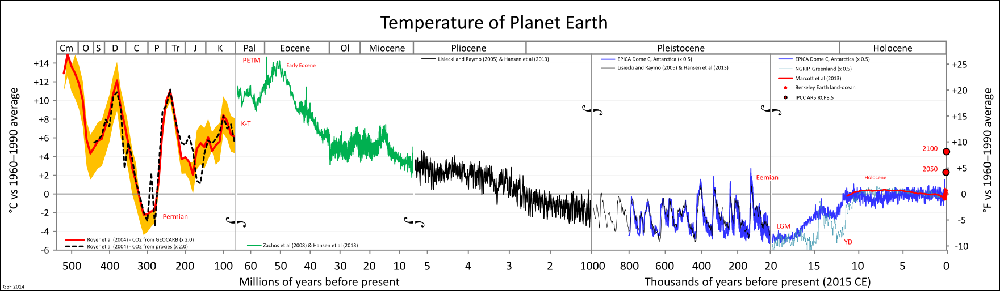 Temperature of Planet Earth
Cm O S D C P Tr J K Pal Eocene Ol Miocene Pliocene Pleistocene Holocene
°C vs 1960–1990 average
+14
+12
+10
+8
+6
+4
+2
0
-2
-4
-6
Royer et al (2004) - CO2 from GEOCARB (x 2.0)
Royer et al (2004) - CO2 from proxies (x 2.0)
Permian
PETM
Early Eocene
K-T
Zachos et al (2008) & Hansen et al (2013)
Lisiecki and Raymo (2005) & Hansen et al (2013)
EPICA Dome C, Antarctica (x 0.5)
Lisiecki and Raymo (2005) & Hansen et al (2013)
Eemian
EPICA Dome C, Antarctica (x 0.5)
NGRIP, Greenland (x 0.5)
Marcott et al (2013)
Berkeley Earth land-ocean
IPCC AR5 RCP8.5
2100
2050
Holocene
LGM
YD
+25
+20
+15
+10
+5
0
-5
-10
°F vs 1960–1990 average
500 400 300 200 100 60 50 40 30 20 10 5 4 3 2 1000 800 600 400 200 20 15 10 5 0
Millions of years before present
Thousands of years before present (2015 CE)
GSF 2014